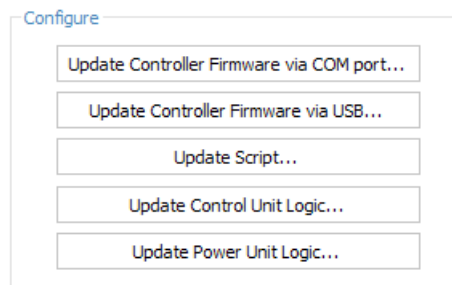 Configure
Update Controller Firmware via COM port...
Update Controller Firmware via USB...
Update Script...
Update Control Unit Logic...
Update Power Unit Logic...